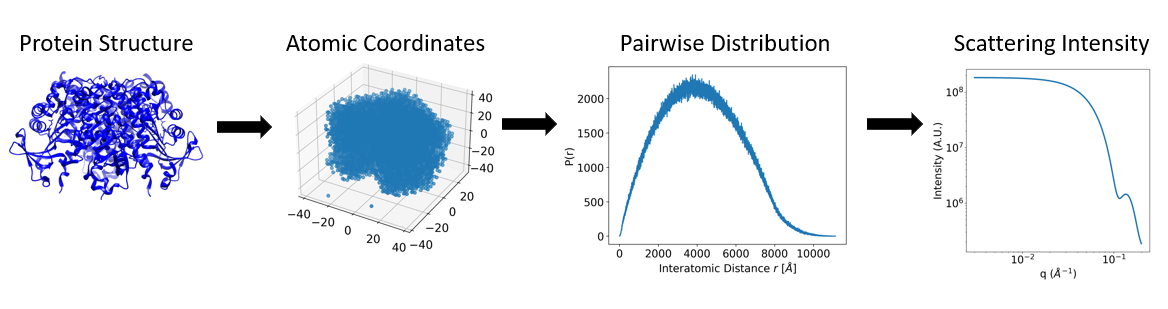 Protein Structure
Atomic Coordinates
Pairwise Distribution
Scattering Intensity
40
20
0
−20
−40
−40
−20
0
20
40
−40
−20
0
20
P(r)
2000
1500
1000
500
0
0 2000 4000 6000 8000 10000
Interatomic Distance r [Å]
Intensity (A.U.)
10⁸
10⁷
10⁶
10⁻² 10⁻¹
q (Å⁻¹)